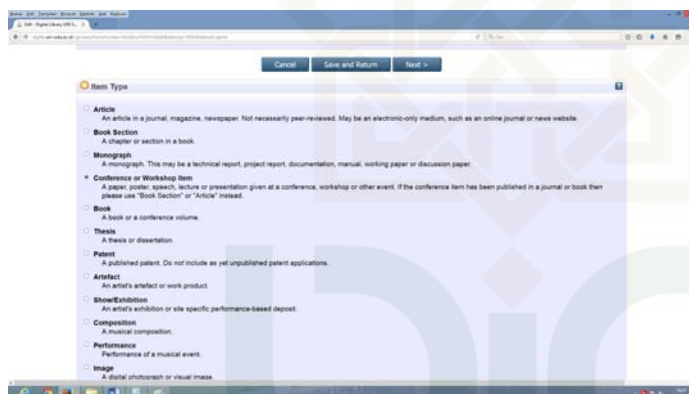 Cancel
Save and Return
Next >
Item Type
Article
An article in a journal, magazine, newspaper. Not necessarily peer-reviewed. May be an electronic-only medium, such as an online journal or news website.
Book Section
A chapter or section in a book.
Monograph
A monograph. This may be a technical report, project report, documentation, manual, working paper or discussion paper.
Conference or Workshop Item
A paper, poster, speech, lecture or presentation given at a conference, workshop or other event. If the conference item has been published in a journal or book then
please use "Book Section" or "Article" instead.
Book
A book or a conference volume.
Thesis
A thesis or dissertation.
Patent
A published patent. Do not include as yet unpublished patent applications.
Artefact
An artist's artefact or work product.
Show/Exhibition
An artist's exhibition or site specific performance-based deposit.
Composition
A musical composition.
Performance
Performance of a musical event.
Image
A digital photograph or visual image.